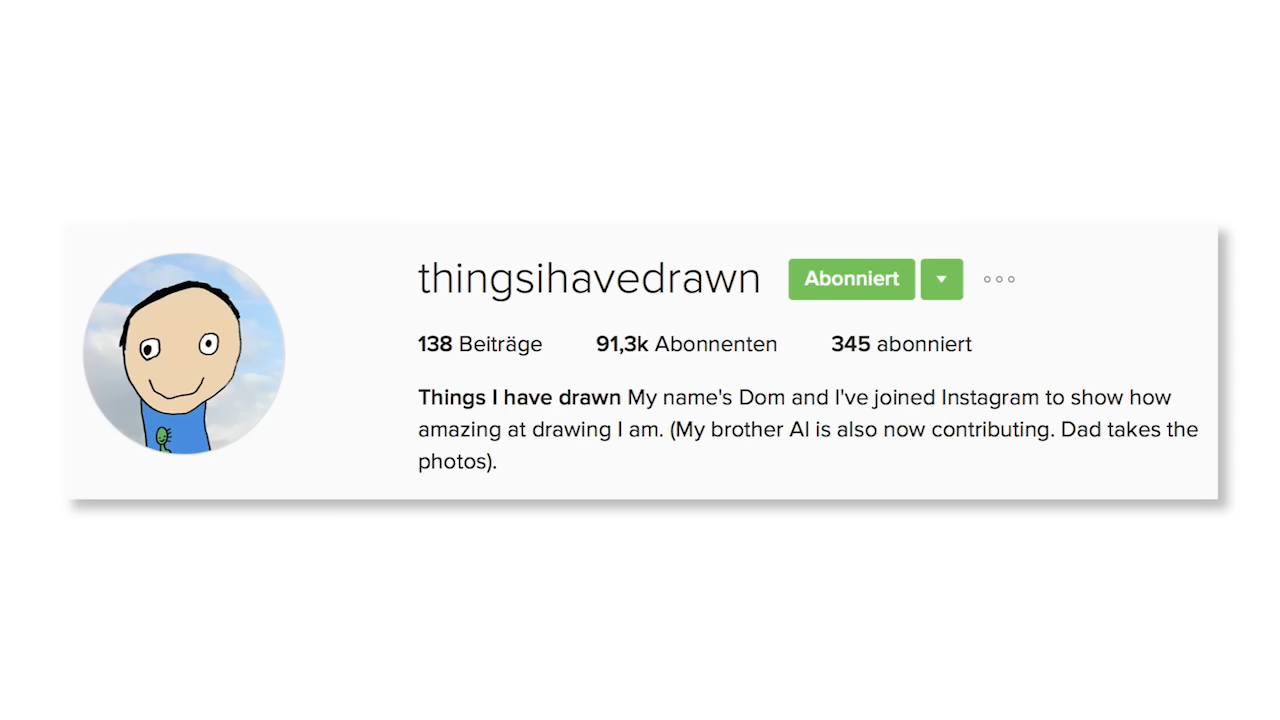 thingsihavedrawn Abonniert
138 Beiträge 91,3k Abonnenten 345 abonniert
Things I have drawn My name's Dom and I've joined Instagram to show how
amazing at drawing I am. (My brother Al is also now contributing. Dad takes the
photos).